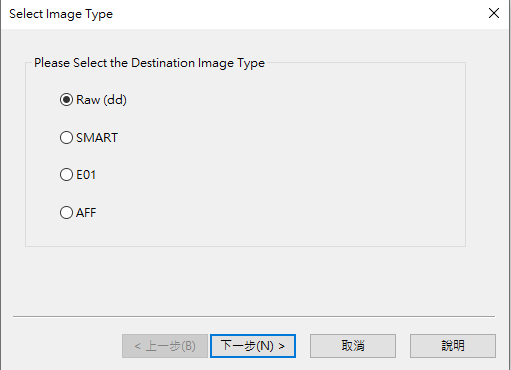 Select Image Type
Please Select the Destination Image Type
Raw (dd)
SMART
E01
AFF
< 上一步(B) 下一步(N) > 取消 說明